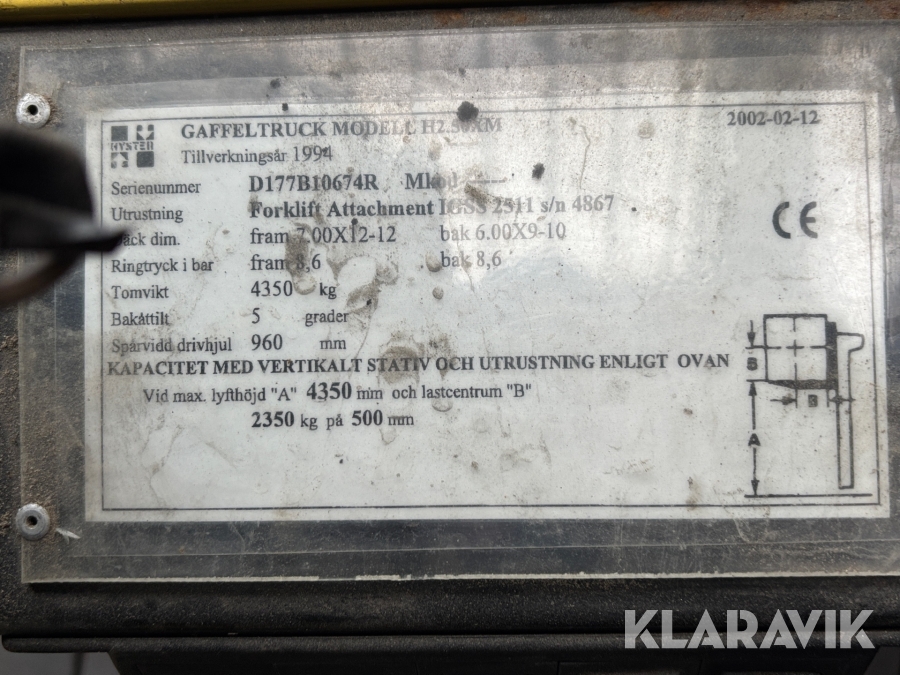 HYSTER
GAFFELTRUCK MODELL H2.50XM
2002-02-12
Tillverkningsår 1994
Serienummer D177B10674R
Utrustning Forklift Attachment IGSS 2511 s/n 4867
Däck dim. fram 7.00X12-12 bak 6.00X9-10
CE
Ringtryck i bar fram 8,6 bak 8,6
Tomvikt 4350 kg
Bakåttilt 5 grader
Spårvidd drivhjul 960 mm
KAPACITET MED VERTIKALT STATIV OCH UTRUSTNING ENLIGT OVAN
Vid max. lyfthöjd "A" 4350 mm och lastcentrum "B"
2350 kg på 500 mm
B
B
A
KLARAVIK